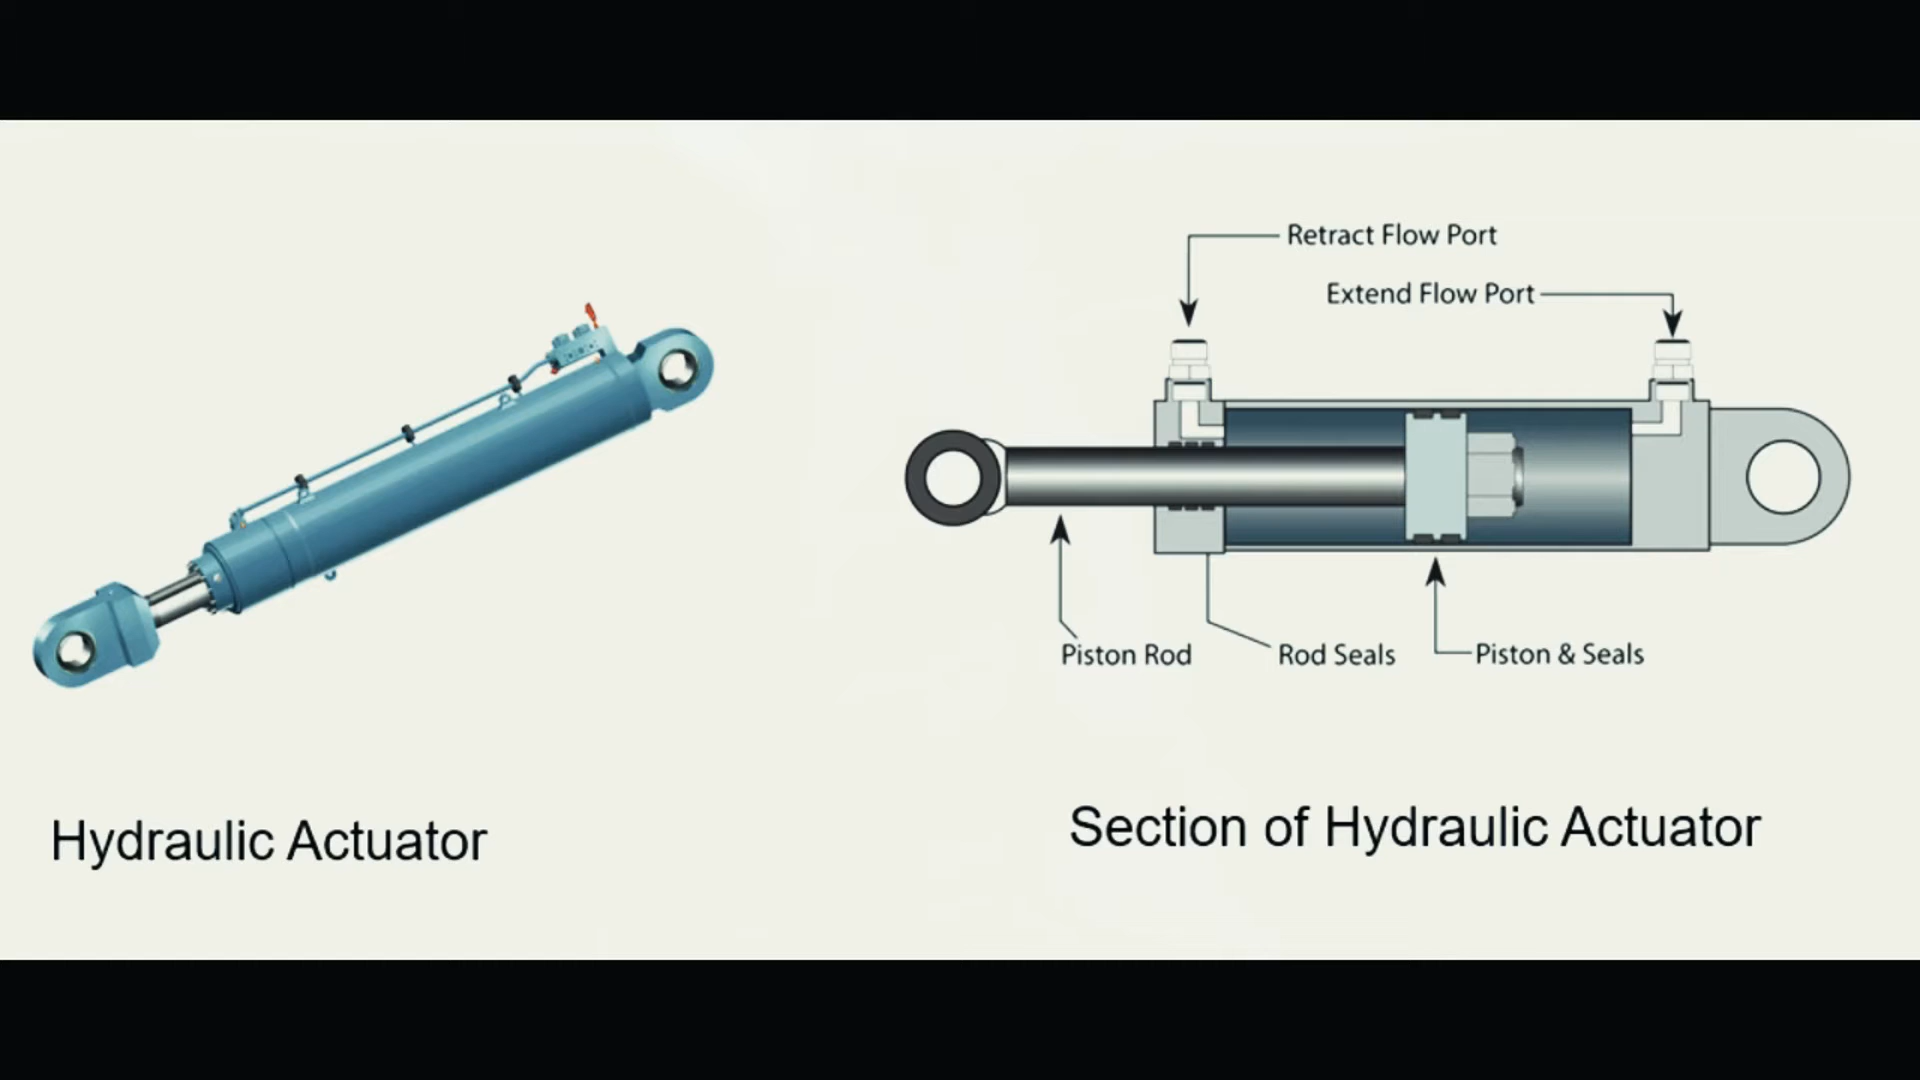 Retract Flow Port
Extend Flow Port
Piston Rod
Rod Seals
Piston & Seals
Hydraulic Actuator
Section of Hydraulic Actuator